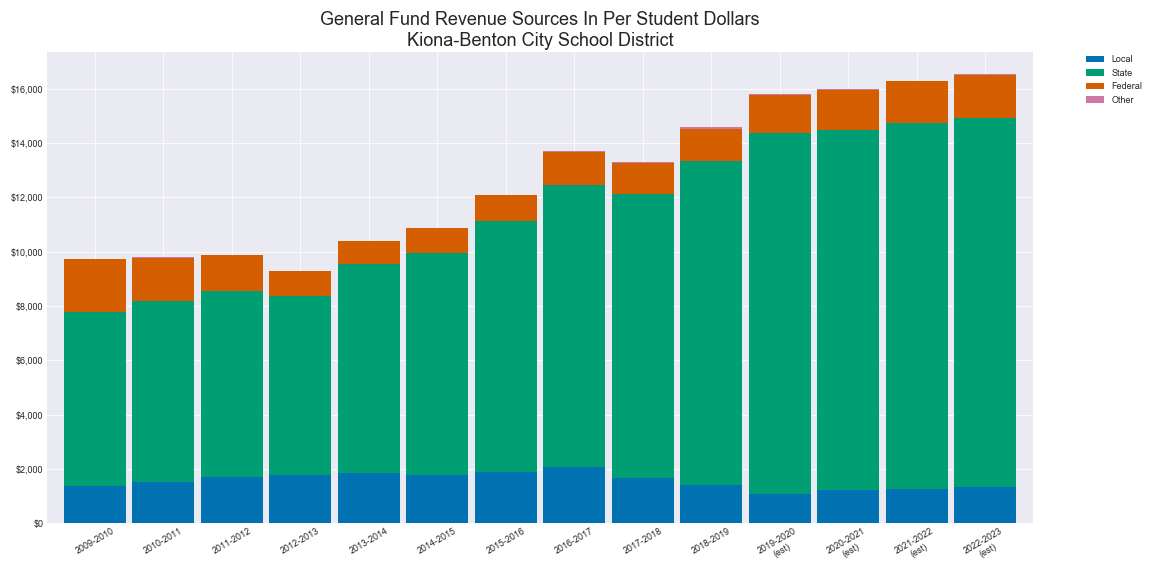 General Fund Revenue Sources In Per Student Dollars
Kiona-Benton City School District
Local
State
Federal
Other
$16,000
$14,000
$12,000
$10,000
$8,000
$6,000
$4,000
$2,000
$0
2009-2010
2010-2011
2011-2012
2012-2013
2013-2014
2014-2015
2015-2016
2016-2017
2017-2018
2018-2019
2019-2020
(est)
2020-2021
(est)
2021-2022
(est)
2022-2023
(est)